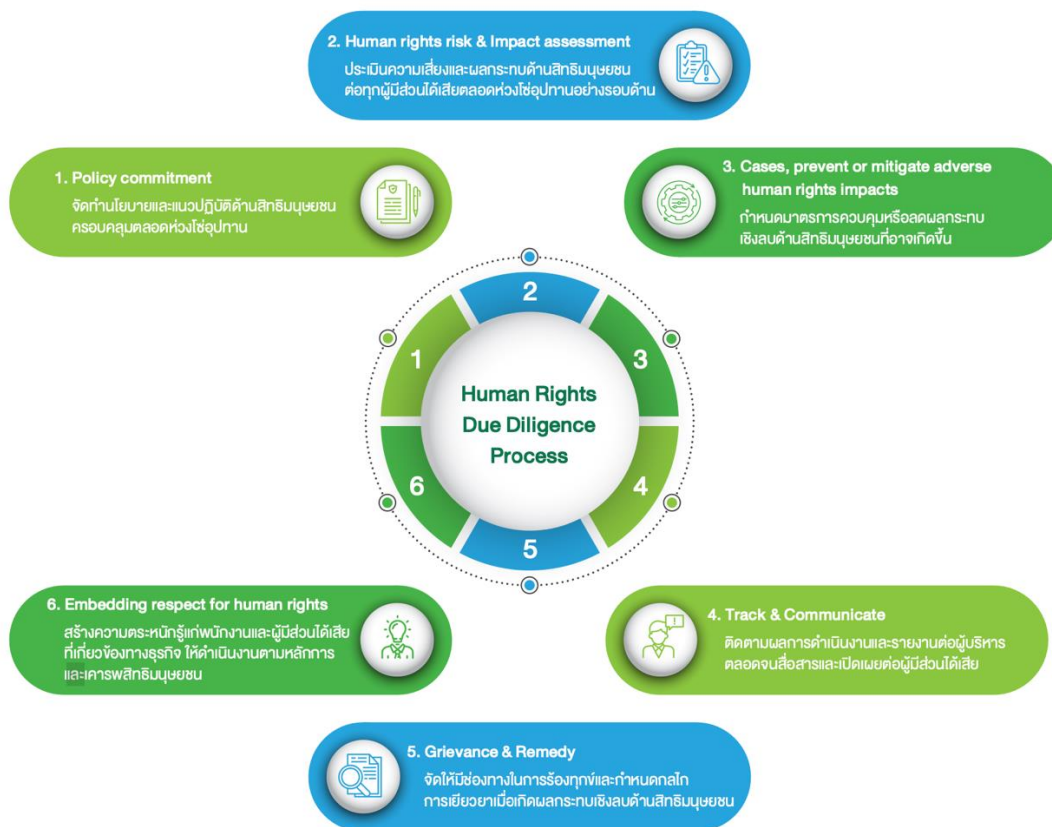 2. Human rights risk & Impact assessment
ประเมินความเสี่ยงและผลกระทบด้านสิทธิมนุษยชน
ต่อทุกผู้มีส่วนได้เสียตลอดห่วงโซ่อุปทานอย่างรอบด้าน
1. Policy commitment
จัดทำนโยบายและแนวปฏิบัติด้านสิทธิมนุษยชน
ครอบคลุมตลอดห่วงโซ่อุปทาน
3. Cases, prevent or mitigate adverse
human rights impacts
กำหนดมาตรการควบคุมหรือลดผลกระทบ
เชิงลบด้านสิทธิมนุษยชนที่อาจเกิดขึ้น
2
1
3
Human Rights
Due Diligence
Process
6
4
5
6. Embedding respect for human rights
สร้างความตระหนักรู้แก่พนักงานและผู้มีส่วนได้เสีย
ที่เกี่ยวข้องทางธุรกิจ ให้ดำเนินงานตามหลักการ
และเคารพสิทธิมนุษยชน
4. Track & Communicate
ติดตามผลการดำเนินงานและรายงานต่อผู้บริหาร
ตลอดจนสื่อสารและเปิดเผยต่อผู้มีส่วนได้เสีย
5. Grievance & Remedy
จัดให้มีช่องทางในการร้องทุกข์และกำหนดกลไก
การเยียวยาเมื่อเกิดผลกระทบเชิงลบด้านสิทธิมนุษยชน